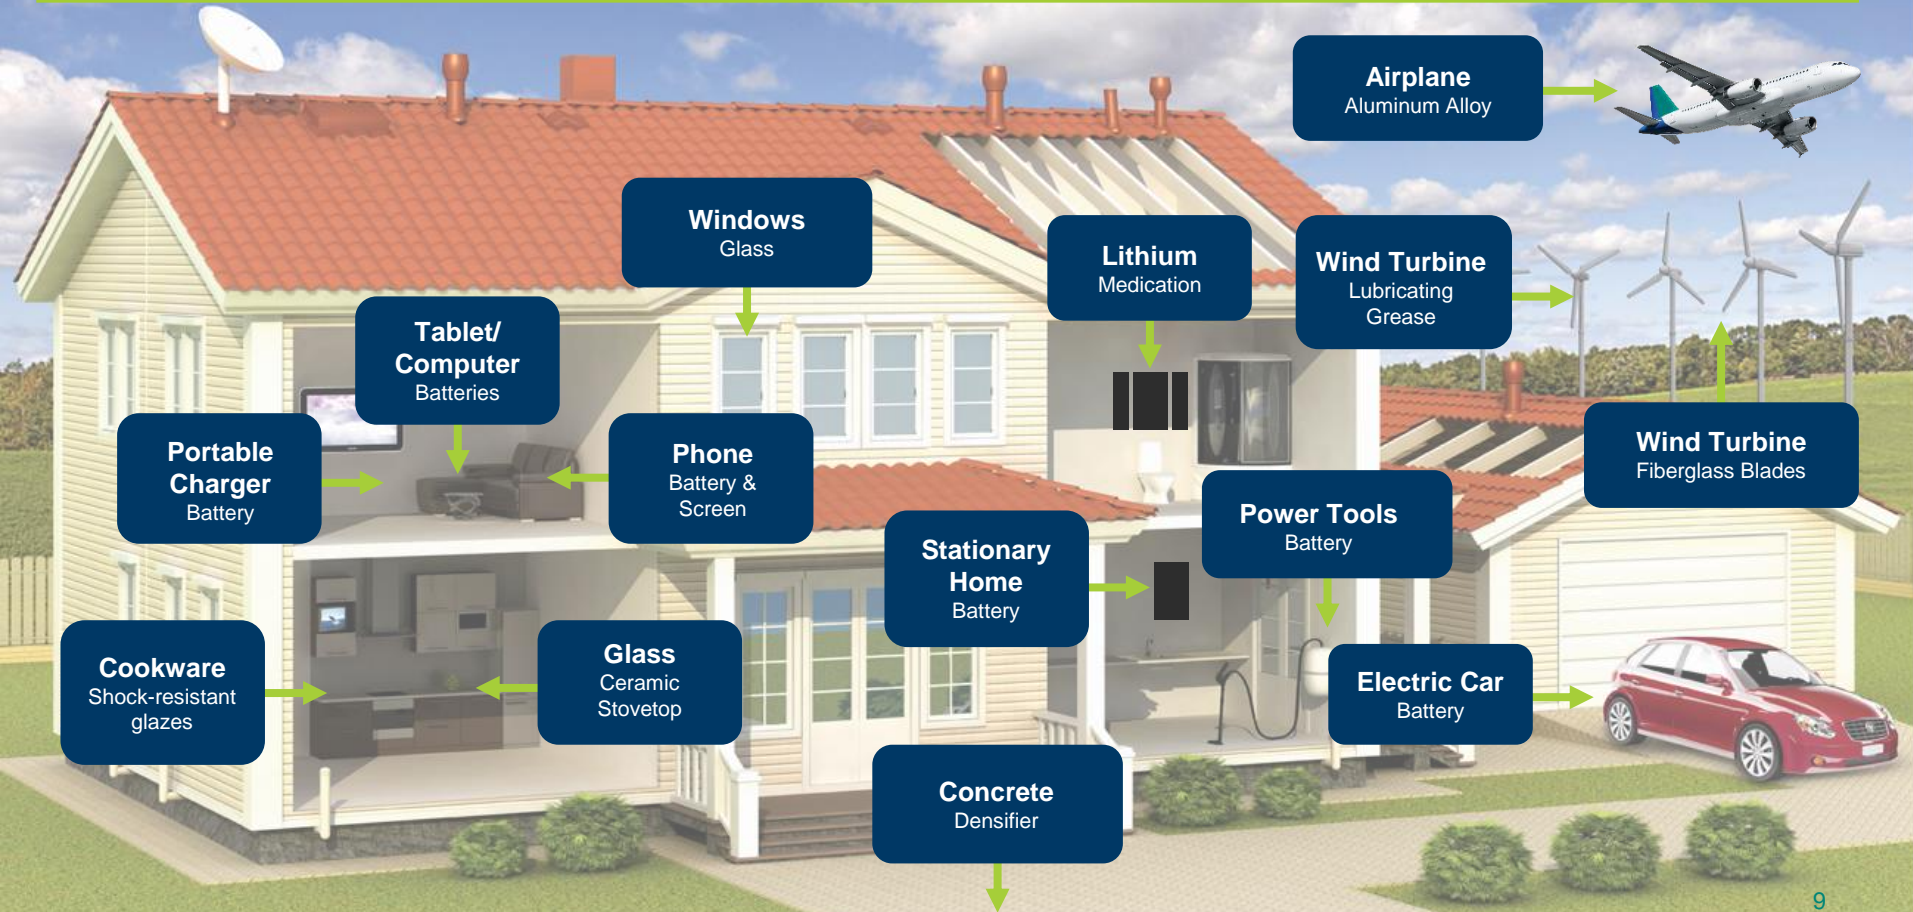 Airplane
Aluminum Alloy
Windows
Glass
Lithium
Medication
Wind Turbine
Lubricating
Grease
Tablet/
Computer
Batteries
Portable
Charger
Battery
Phone
Battery &
Screen
Wind Turbine
Fiberglass Blades
Power Tools
Battery
Stationary
Home
Battery
Cookware
Shock-resistant
glazes
Glass
Ceramic
Stovetop
Electric Car
Battery
Concrete
Densifier
9